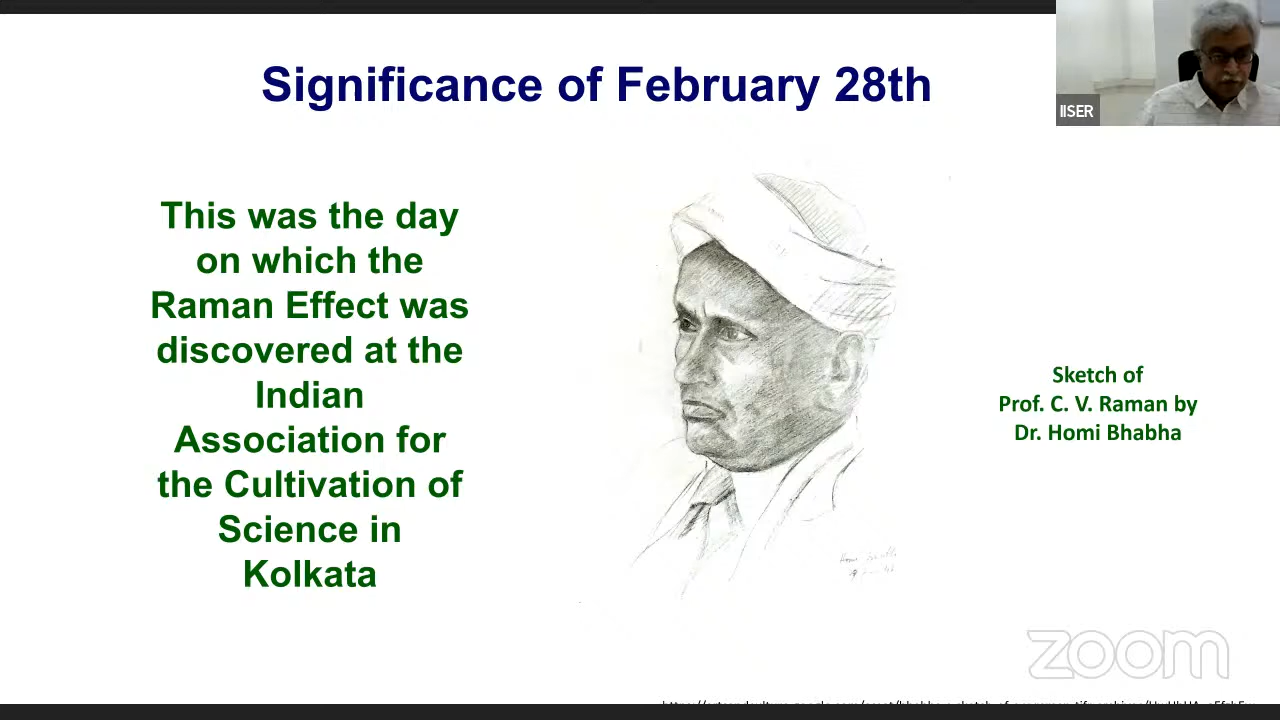 Significance of February 28th
IISER
This was the day
on which the
Raman Effect was
discovered at the
Indian
Association for
the Cultivation of
Science in
Kolkata
Sketch of
Prof. C. V. Raman by
Dr. Homi Bhabha
zoom